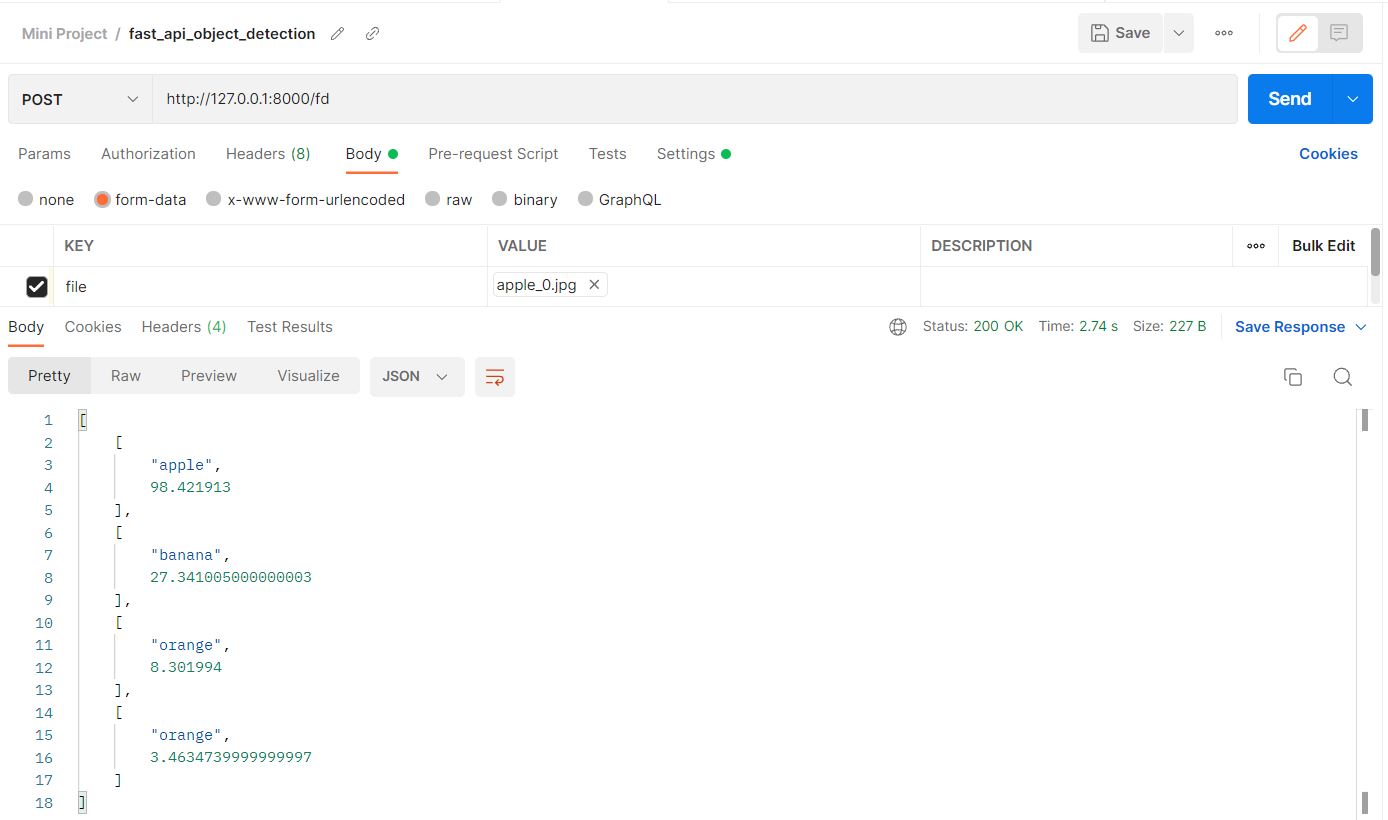 Mini Project / fast_api_object_detection Save ooo
POST http://127.0.0.1:8000/fd Send
Params Authorization Headers (8) Body Pre-request Script Tests Settings Cookies
none form-data x-www-form-urlencoded raw binary GraphQL
KEY VALUE DESCRIPTION ooo Bulk Edit
file apple_0.jpg
Body Cookies Headers (4) Test Results Status: 200 OK Time: 2.74 s Size: 227 B Save Response
Pretty Raw Preview Visualize JSON
1 [
2 [
3 "apple",
4 98.421913
5 ],
6 [
7 "banana",
8 27.341005000000003
9 ],
10 [
11 "orange",
12 8.301994
13 ],
14 [
15 "orange",
16 3.4634739999999997
17 ]
18 ]